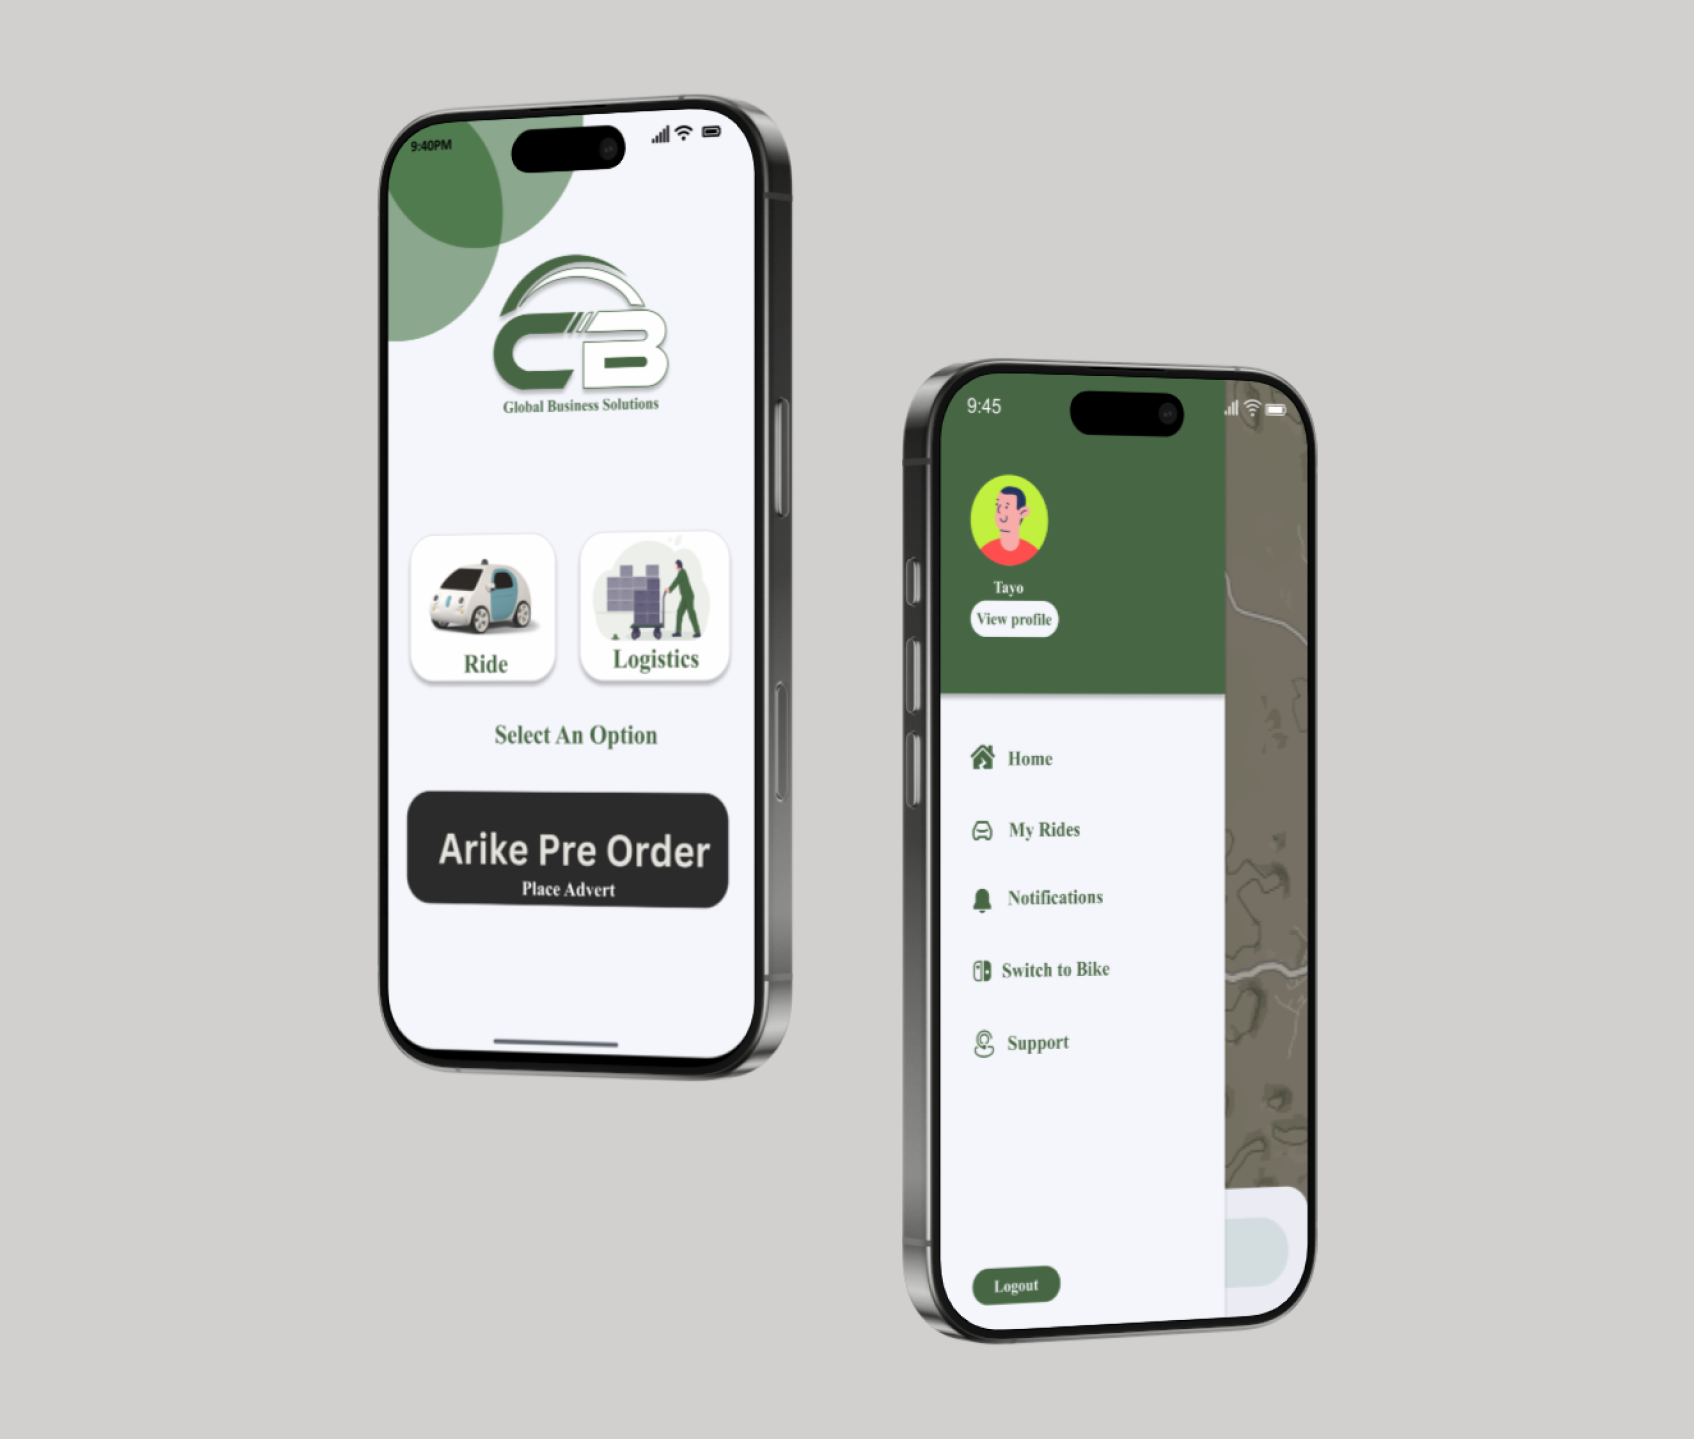 9:40PM
CB
Global Business Solutions
Ride
Logistics
Select An Option
Arike Pre Order
Place Advert
9:45
Tayo
View profile
Home
My Rides
Notifications
Switch to Bike
Support
Logout